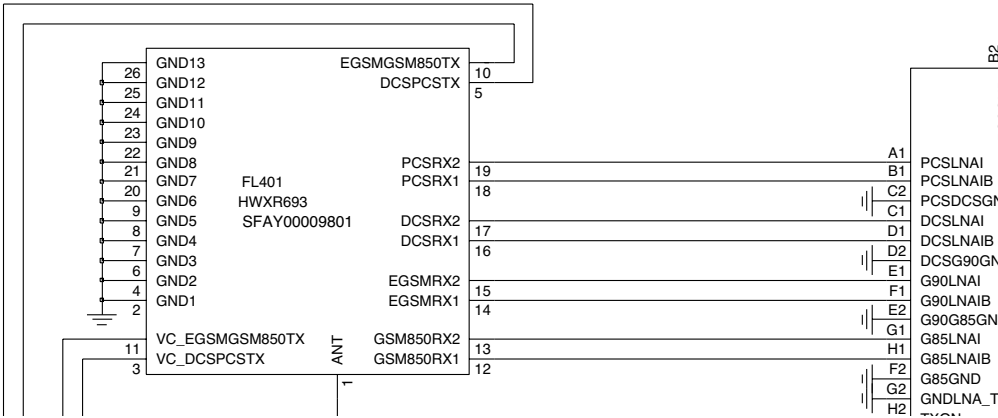 GND13 EGSMGSM850TX
26 10
GND12 DCSPCSTX
25 5
GND11
24
GND10
23
GND9
22
GND8 PCSRX2
21 19
GND7 FL401 PCSRX1
20 18
GND6 HWXR693
9
GND5 SFAY00009801 DCSRX2
8 17
GND4 DCSRX1
7 16
GND3
6
GND2 EGSMRX2
4 15
GND1 EGSMRX1
2 14
VC_EGSMGSM850TX GSM850RX2
11 13
VC_DCSPCSTX GSM850RX1
3 12
ANT
1
B2
A1 PCSLNAI
B1 PCSLNAIB
C2 PCSDCSGN
C1 DCSLNAI
D1 DCSLNAIB
D2 DCSG90GN
E1 G90LNAI
F1 G90LNAIB
E2 G90G85GN
G1 G85LNAI
H1 G85LNAIB
F2 G85GND
G2 GNDLNA_T
H2